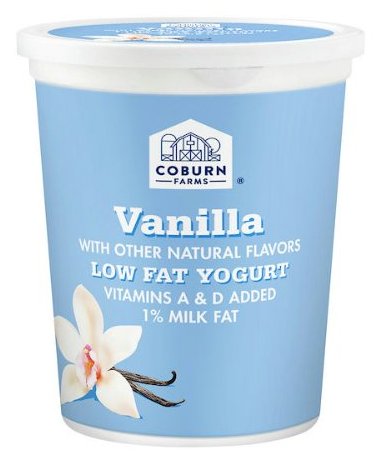 COBURN
FARMS®
Vanilla
WITH OTHER NATURAL FLAVORS
LOW FAT YOGURT
VITAMINS A & D ADDED
1% MILK FAT